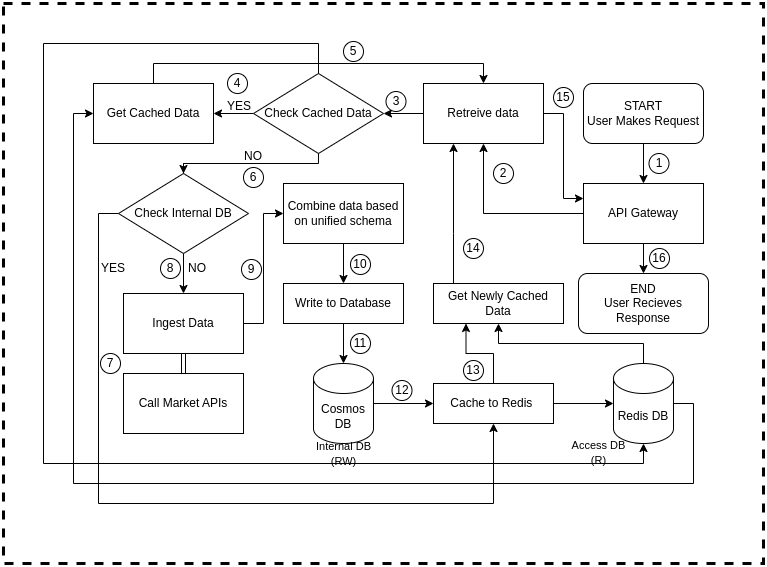 5
4
3
15
Get Cached Data
YES
Check Cached Data
Retreive data
START
User Makes Request
NO
6
2
1
Check Internal DB
Combine data based
on unified schema
API Gateway
YES
8
NO
9
10
14
16
Ingest Data
Write to Database
Get Newly Cached
Data
END
User Recieves
Response
7
11
13
12
Call Market APIs
Cosmos
DB
Cache to Redis
Redis DB
Internal DB
(RW)
Access DB
(R)